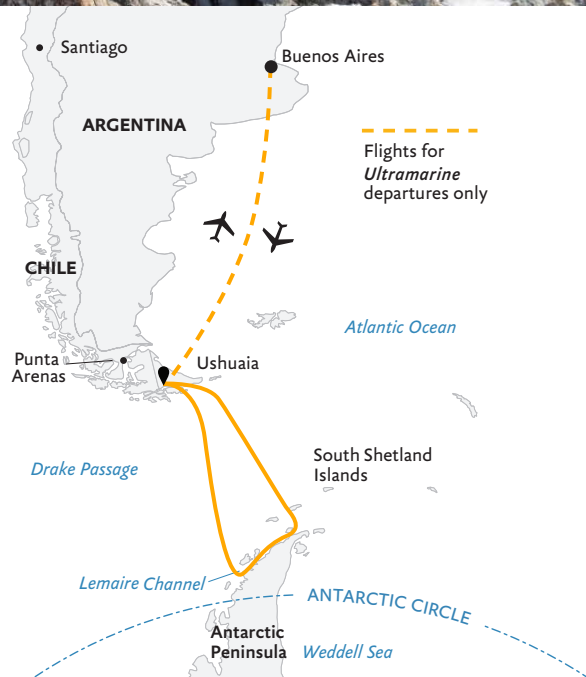 Santiago
Buenos Aires
ARGENTINA
Flights for
Ultramarine
departures only
CHILE
Atlantic Ocean
Punta
Arenas
Ushuaia
South Shetland
Islands
Drake Passage
Lemaire Channel
ANTARCTIC CIRCLE
Antarctic
Peninsula
Weddell Sea